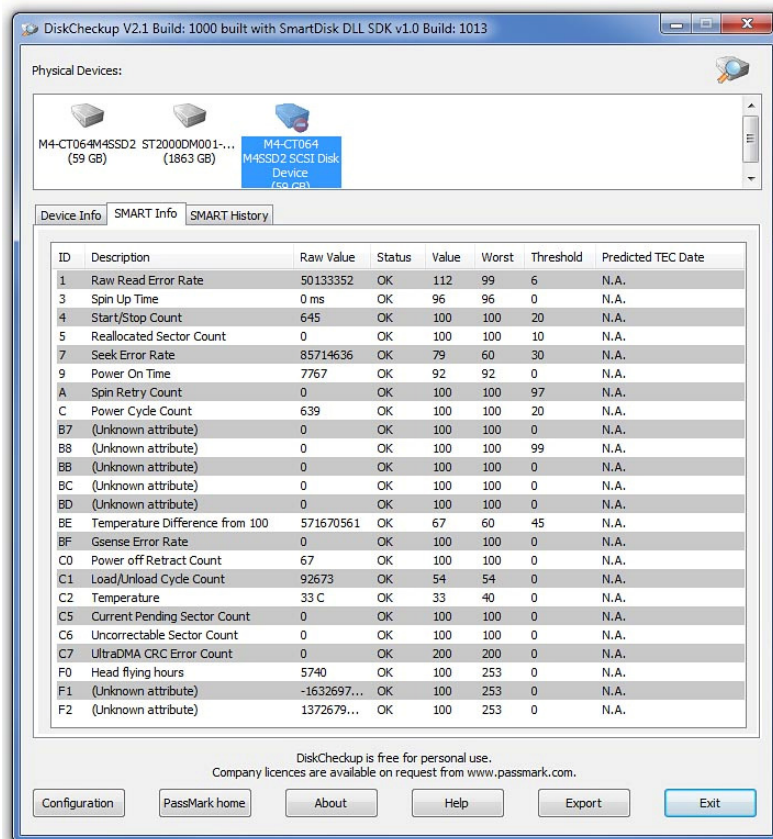 DiskCheckup V2.1 Build: 1000 built with SmartDisk DLL SDK v1.0 Build: 1013
Physical Devices:
M4-CT064M4SSD2 ST2000DM001-... M4-CT064
(59 GB) (1863 GB) M4SSD2 SCSI Disk
Device
(59 GB)
Device Info SMART Info SMART History
ID Description Raw Value Status Value Worst Threshold Predicted TEC Date
1 Raw Read Error Rate 50133352 OK 112 99 6 N.A.
3 Spin Up Time 0 ms OK 96 96 0 N.A.
4 Start/Stop Count 645 OK 100 100 20 N.A.
5 Reallocated Sector Count 0 OK 100 100 10 N.A.
7 Seek Error Rate 85714636 OK 79 60 30 N.A.
9 Power On Time 7767 OK 92 92 0 N.A.
A Spin Retry Count 0 OK 100 100 97 N.A.
C Power Cycle Count 639 OK 100 100 20 N.A.
B7 (Unknown attribute) 0 OK 100 100 0 N.A.
B8 (Unknown attribute) 0 OK 100 100 99 N.A.
BB (Unknown attribute) 0 OK 100 100 0 N.A.
BC (Unknown attribute) 0 OK 100 100 0 N.A.
BD (Unknown attribute) 0 OK 100 100 0 N.A.
BE Temperature Difference from 100 571670561 OK 67 60 45 N.A.
BF Gsense Error Rate 0 OK 100 100 0 N.A.
C0 Power off Retract Count 67 OK 100 100 0 N.A.
C1 Load/Unload Cycle Count 92673 OK 54 54 0 N.A.
C2 Temperature 33 C OK 33 40 0 N.A.
C5 Current Pending Sector Count 0 OK 100 100 0 N.A.
C6 Uncorrectable Sector Count 0 OK 100 100 0 N.A.
C7 UltraDMA CRC Error Count 0 OK 200 200 0 N.A.
F0 Head flying hours 5740 OK 100 253 0 N.A.
F1 (Unknown attribute) -1632697... OK 100 253 0 N.A.
F2 (Unknown attribute) 1372679... OK 100 253 0 N.A.
DiskCheckup is free for personal use.
Company licences are available on request from www.passmark.com.
Configuration PassMark home About Help Export Exit